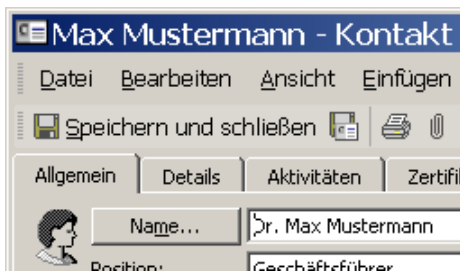 Max Mustermann - Kontakt
Datei Bearbeiten Ansicht Einfügen
Speichern und schließen
Allgemein Details Aktivitäten
Name... Dr. Max Mustermann
Position: Geschäftsführer